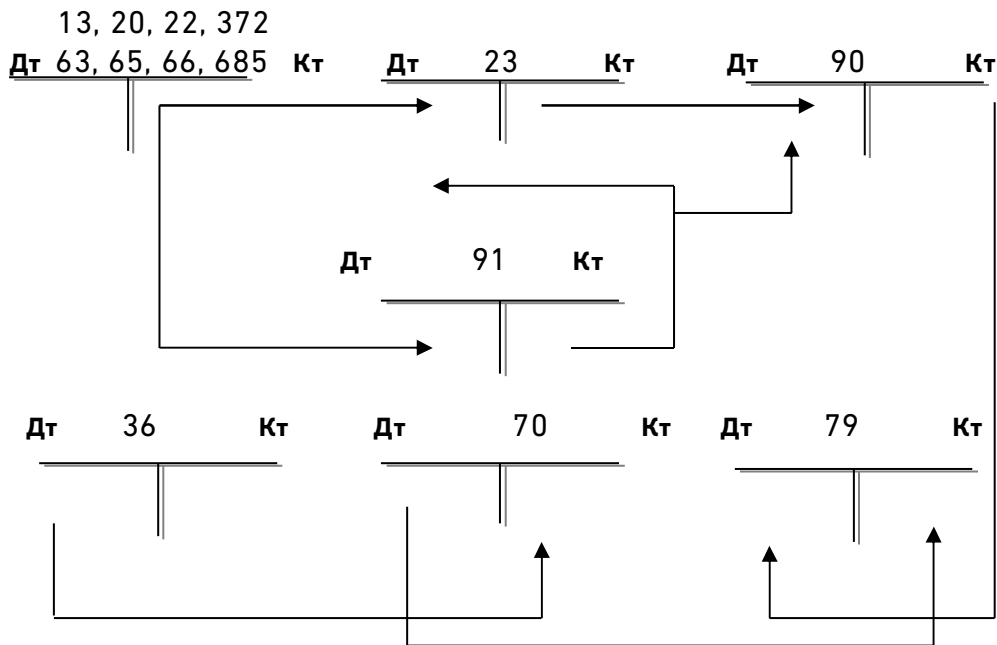 13, 20, 22, 372
Дт 63, 65, 66, 685 Кт Дт 23 Кт Дт 90 Кт
Дт 91 Кт
Дт 36 Кт Дт 70 Кт Дт 79 Кт